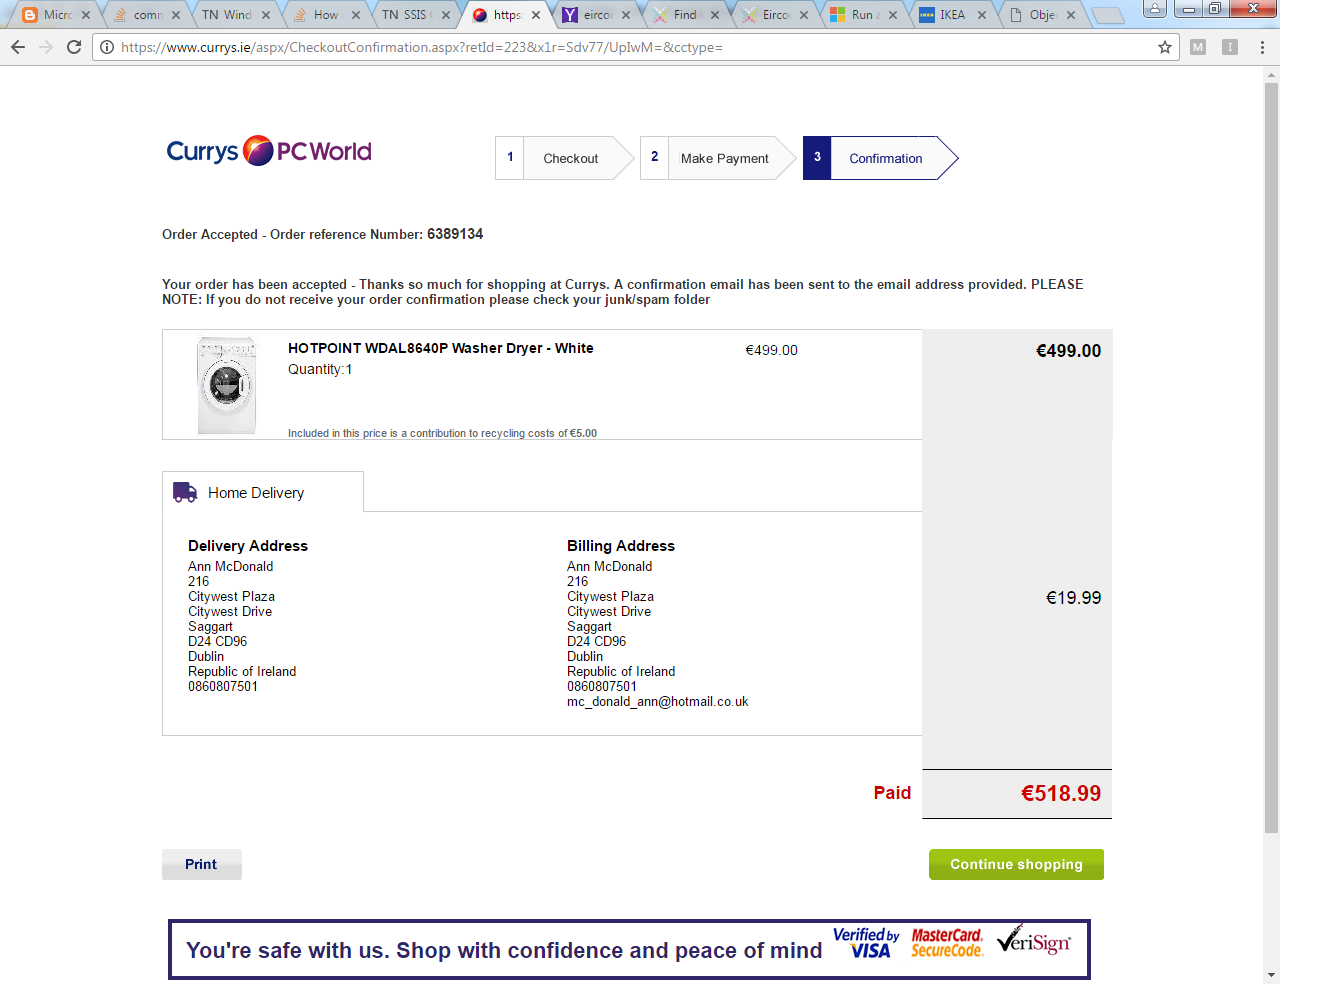 Micro
comn
TN Wind
How
TN SSIS
https:
eirco
Find
Eirco
Run a
IKEA
Obje
https://www.currys.ie/aspx/CheckoutConfirmation.aspx?retId=223&x1r=Sdv77/UpIwM=&cctype=
M
I
Currys PC World
1 Checkout
2 Make Payment
3 Confirmation
Order Accepted - Order reference Number: 6389134
Your order has been accepted - Thanks so much for shopping at Currys. A confirmation email has been sent to the email address provided. PLEASE
NOTE: If you do not receive your order confirmation please check your junk/spam folder
HOTPOINT WDAL8640P Washer Dryer - White
€499.00
€499.00
Quantity:1
Included in this price is a contribution to recycling costs of €5.00
Home Delivery
Delivery Address
Ann McDonald
216
Citywest Plaza
Citywest Drive
Saggart
D24 CD96
Dublin
Republic of Ireland
0860807501
Billing Address
Ann McDonald
216
Citywest Plaza
Citywest Drive
Saggart
D24 CD96
Dublin
Republic of Ireland
0860807501
mc_donald_ann@hotmail.co.uk
€19.99
Paid
€518.99
Print
Continue shopping
You're safe with us. Shop with confidence and peace of mind
Verified by
VISA
MasterCard.
SecureCode.
VeriSign